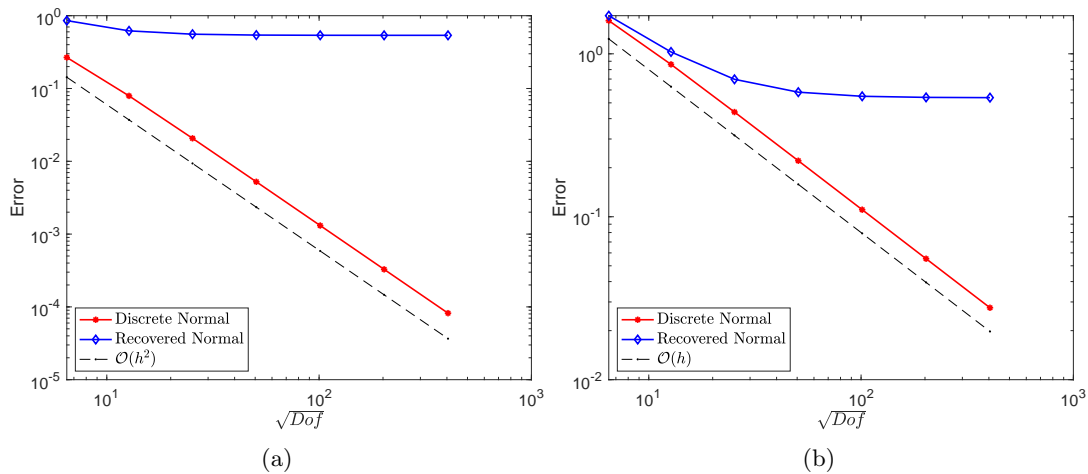 10^0
10^-1
10^-2
10^-3
10^-4
10^-5
Error
10^1
10^2
10^3
√Dof
Discrete Normal
Recovered Normal
O(h^2)
(a)
10^0
10^-1
10^-2
Error
10^1
10^2
10^3
√Dof
Discrete Normal
Recovered Normal
O(h)
(b)